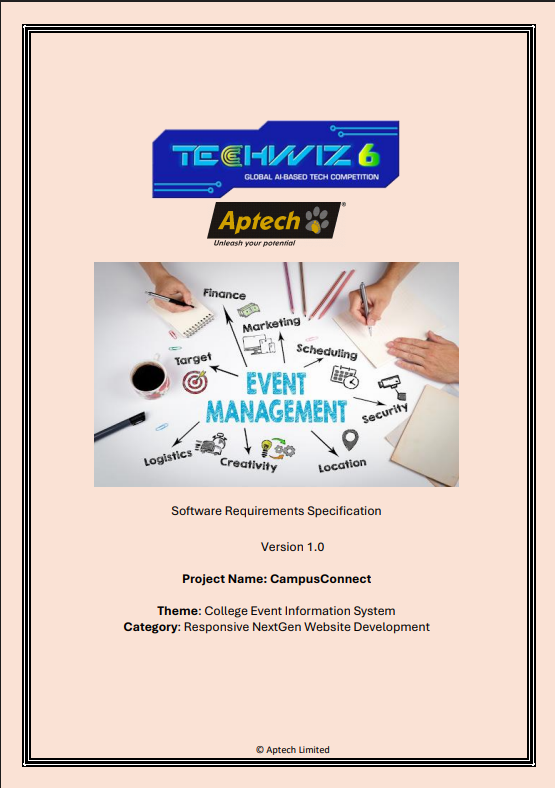 TECHWIZ 6
GLOBAL AI-BASED TECH COMPETITION
Aptech ®
Unleash your potential
Finance
Marketing
Target
Scheduling
EVENT
MANAGEMENT
Security
Logistics
Creativity
Location
Software Requirements Specification
Version 1.0
Project Name: CampusConnect
Theme: College Event Information System
Category: Responsive NextGen Website Development
© Aptech Limited